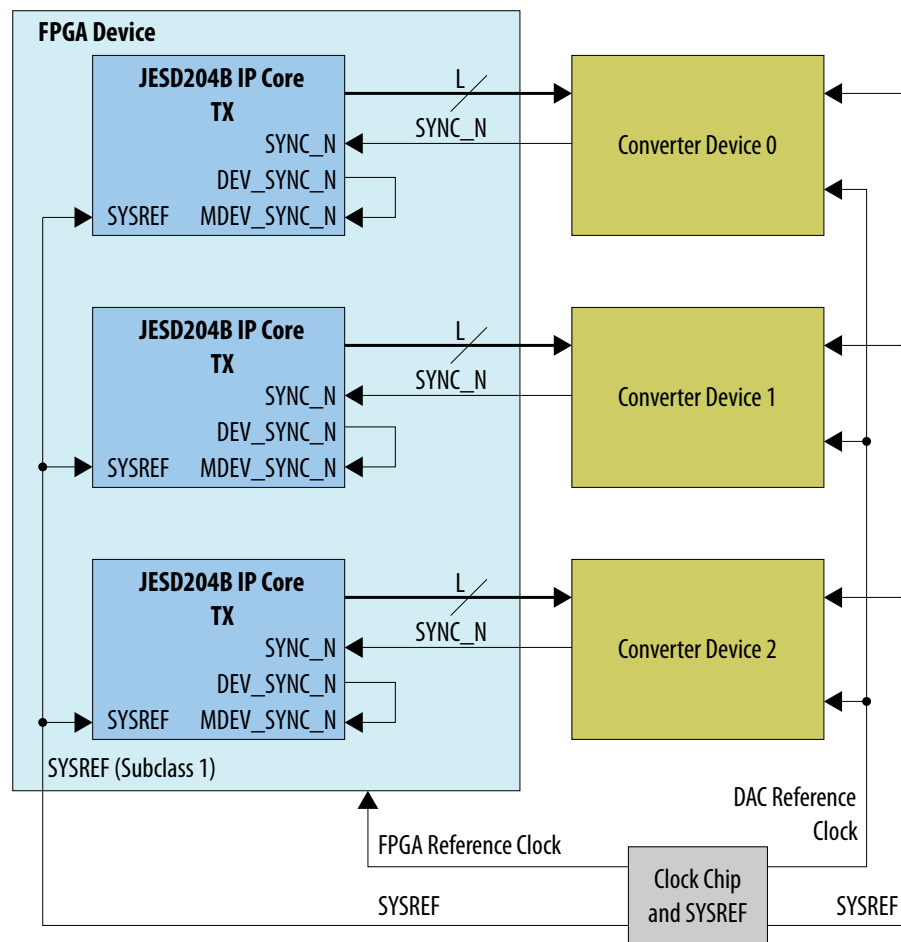 FPGA Device
JESD204B IP Core
TX
L
SYNC_N
SYNC_N
DEV_SYNC_N
SYSREF
MDEV_SYNC_N
Converter Device 0
JESD204B IP Core
TX
L
SYNC_N
SYNC_N
DEV_SYNC_N
SYSREF
MDEV_SYNC_N
Converter Device 1
JESD204B IP Core
TX
L
SYNC_N
SYNC_N
DEV_SYNC_N
SYSREF
MDEV_SYNC_N
Converter Device 2
SYSREF (Subclass 1)
DAC Reference
Clock
FPGA Reference Clock
Clock Chip
and SYSREF
SYSREF
SYSREF